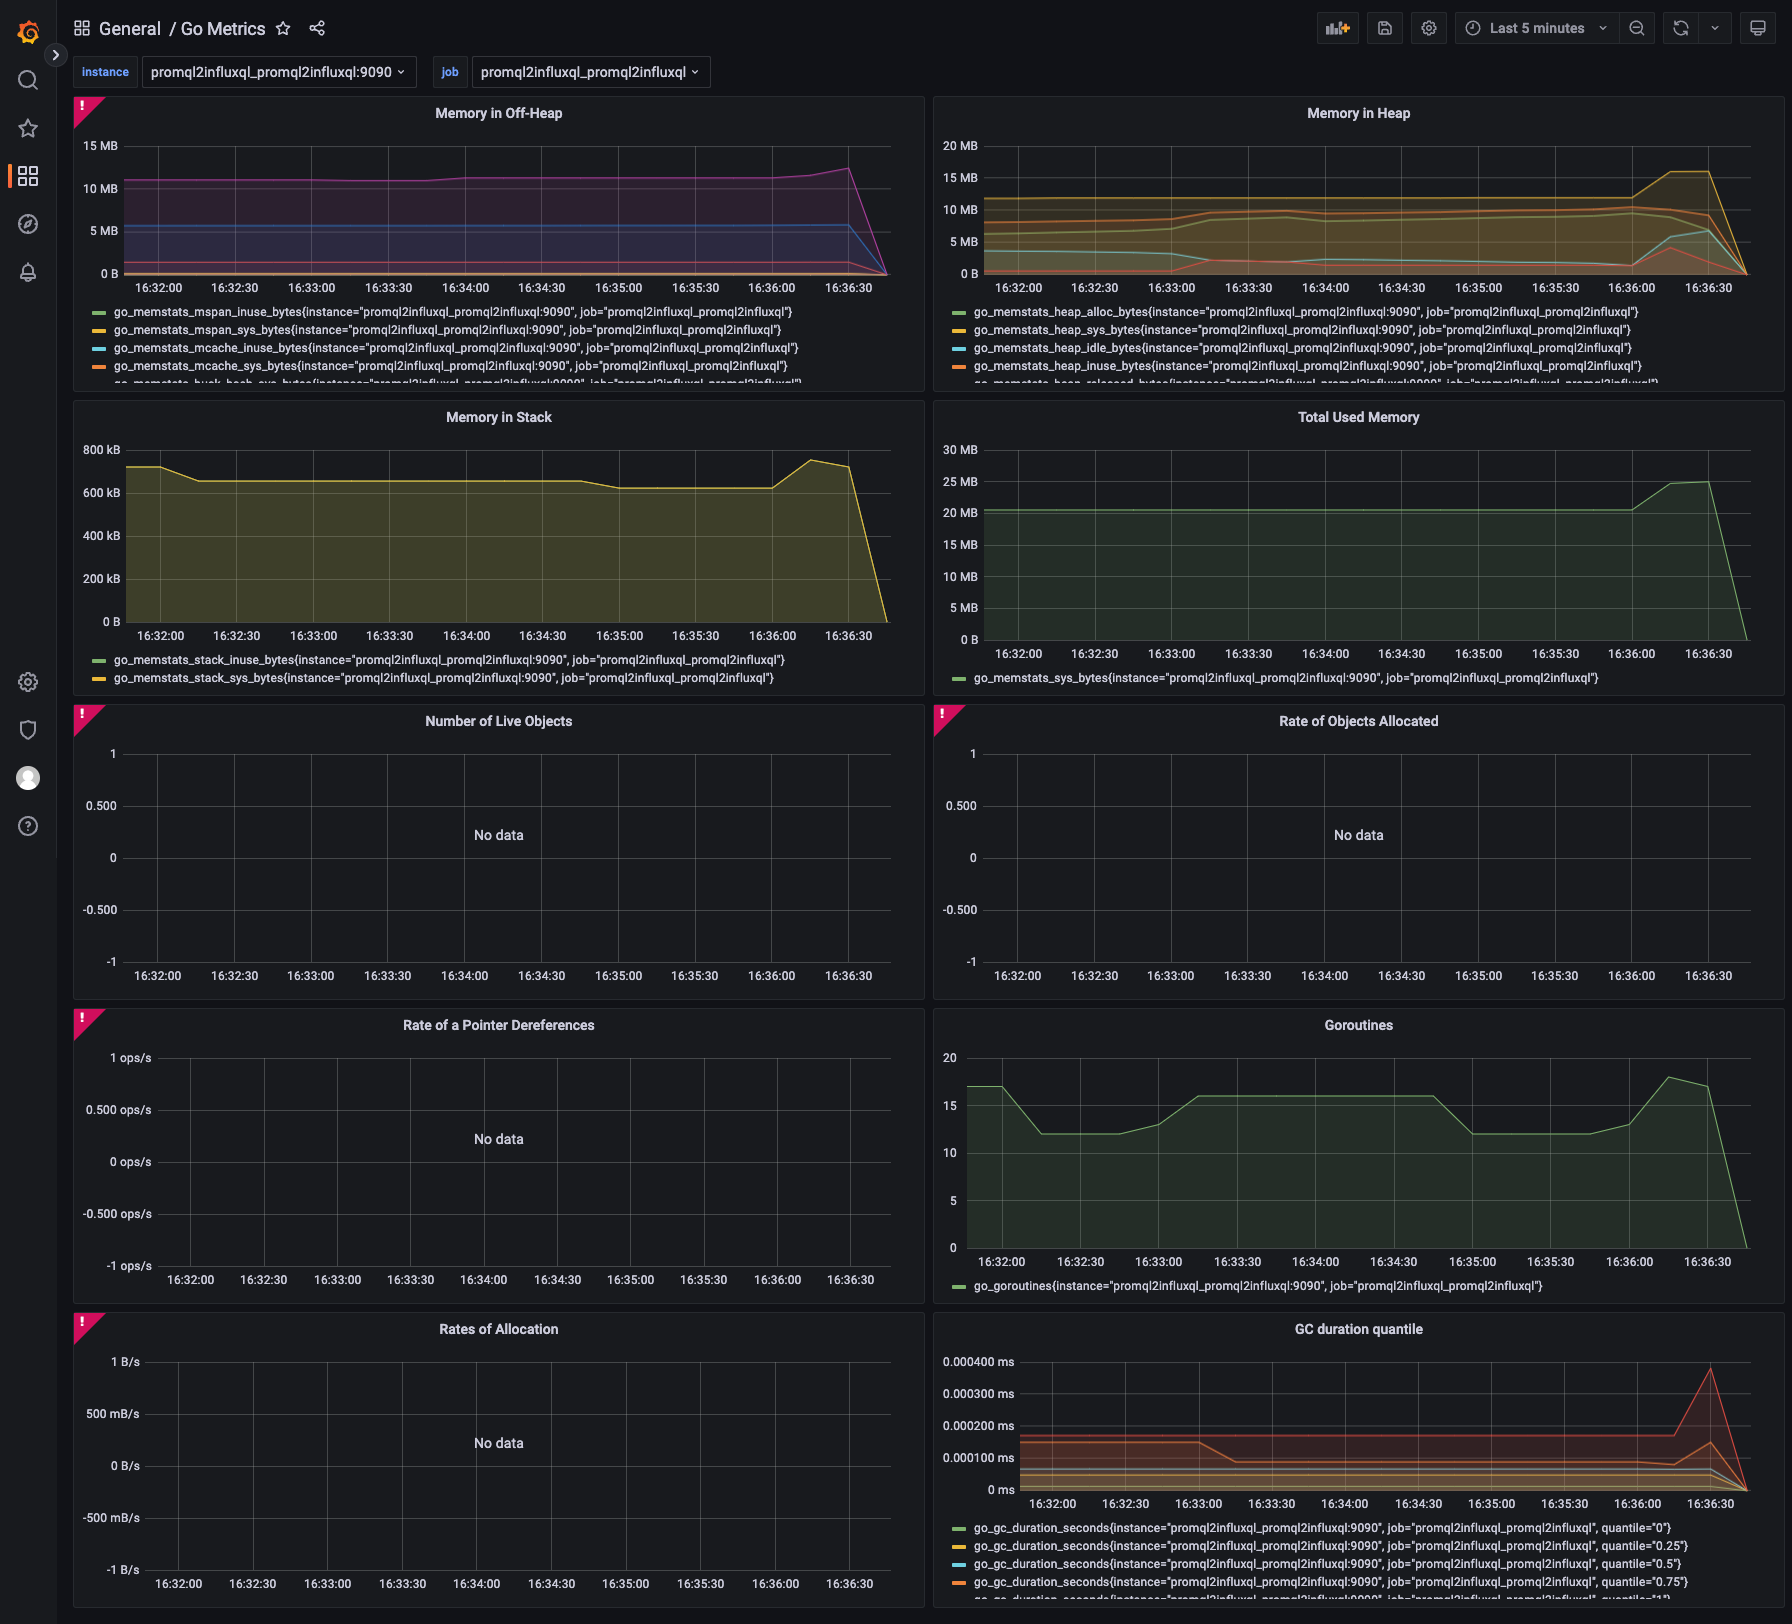 General / Go Metrics
Last 5 minutes
instance promql2influxql_promql2influxql:9090 job promql2influxql_promql2influxql
!
Memory in Off-Heap
15 MB
10 MB
5 MB
0 B
16:32:00 16:32:30 16:33:00 16:33:30 16:34:00 16:34:30 16:35:00 16:35:30 16:36:00 16:36:30
go_memstats_mspan_inuse_bytes{instance="promql2influxql_promql2influxql:9090", job="promql2influxql_promql2influxql"}
go_memstats_mspan_sys_bytes{instance="promql2influxql_promql2influxql:9090", job="promql2influxql_promql2influxql"}
go_memstats_mcache_inuse_bytes{instance="promql2influxql_promql2influxql:9090", job="promql2influxql_promql2influxql"}
go_memstats_mcache_sys_bytes{instance="promql2influxql_promql2influxql:9090", job="promql2influxql_promql2influxql"}
Memory in Heap
20 MB
15 MB
10 MB
5 MB
0 B
16:32:00 16:32:30 16:33:00 16:33:30 16:34:00 16:34:30 16:35:00 16:35:30 16:36:00 16:36:30
go_memstats_heap_alloc_bytes{instance="promql2influxql_promql2influxql:9090", job="promql2influxql_promql2influxql"}
go_memstats_heap_sys_bytes{instance="promql2influxql_promql2influxql:9090", job="promql2influxql_promql2influxql"}
go_memstats_heap_idle_bytes{instance="promql2influxql_promql2influxql:9090", job="promql2influxql_promql2influxql"}
go_memstats_heap_inuse_bytes{instance="promql2influxql_promql2influxql:9090", job="promql2influxql_promql2influxql"}
Memory in Stack
800 kB
600 kB
400 kB
200 kB
0 B
16:32:00 16:32:30 16:33:00 16:33:30 16:34:00 16:34:30 16:35:00 16:35:30 16:36:00 16:36:30
go_memstats_stack_inuse_bytes{instance="promql2influxql_promql2influxql:9090", job="promql2influxql_promql2influxql"}
go_memstats_stack_sys_bytes{instance="promql2influxql_promql2influxql:9090", job="promql2influxql_promql2influxql"}
Total Used Memory
30 MB
25 MB
20 MB
15 MB
10 MB
5 MB
0 B
16:32:00 16:32:30 16:33:00 16:33:30 16:34:00 16:34:30 16:35:00 16:35:30 16:36:00 16:36:30
go_memstats_sys_bytes{instance="promql2influxql_promql2influxql:9090", job="promql2influxql_promql2influxql"}
!
Number of Live Objects
1
0.500
No data
0
-0.500
-1
16:32:00 16:32:30 16:33:00 16:33:30 16:34:00 16:34:30 16:35:00 16:35:30 16:36:00 16:36:30
!
Rate of Objects Allocated
1
0.500
No data
0
-0.500
-1
16:32:00 16:32:30 16:33:00 16:33:30 16:34:00 16:34:30 16:35:00 16:35:30 16:36:00 16:36:30
!
Rate of a Pointer Dereferences
1 ops/s
0.500 ops/s
No data
0 ops/s
-0.500 ops/s
-1 ops/s
16:32:00 16:32:30 16:33:00 16:33:30 16:34:00 16:34:30 16:35:00 16:35:30 16:36:00 16:36:30
Goroutines
20
15
10
5
0
16:32:00 16:32:30 16:33:00 16:33:30 16:34:00 16:34:30 16:35:00 16:35:30 16:36:00 16:36:30
go_goroutines{instance="promql2influxql_promql2influxql:9090", job="promql2influxql_promql2influxql"}
!
Rates of Allocation
1 B/s
500 mB/s
No data
0 B/s
-500 mB/s
-1 B/s
16:32:00 16:32:30 16:33:00 16:33:30 16:34:00 16:34:30 16:35:00 16:35:30 16:36:00 16:36:30
GC duration quantile
0.000400 ms
0.000300 ms
0.000200 ms
0.000100 ms
0 ms
16:32:00 16:32:30 16:33:00 16:33:30 16:34:00 16:34:30 16:35:00 16:35:30 16:36:00 16:36:30
go_gc_duration_seconds{instance="promql2influxql_promql2influxql:9090", job="promql2influxql_promql2influxql", quantile="0"}
go_gc_duration_seconds{instance="promql2influxql_promql2influxql:9090", job="promql2influxql_promql2influxql", quantile="0.25"}
go_gc_duration_seconds{instance="promql2influxql_promql2influxql:9090", job="promql2influxql_promql2influxql", quantile="0.5"}
go_gc_duration_seconds{instance="promql2influxql_promql2influxql:9090", job="promql2influxql_promql2influxql", quantile="0.75"}